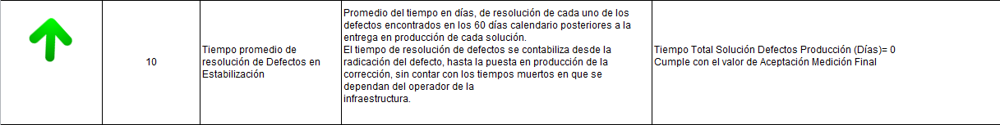 10
Tiempo promedio de
resolución de Defectos en
Estabilización
Promedio del tiempo en días, de resolución de cada uno de los
defectos encontrados en los 60 días calendario posteriores a la
entrega en producción de cada solución.
El tiempo de resolución de defectos se contabiliza desde la
radicación del defecto, hasta la puesta en producción de la
corrección, sin contar con los tiempos muertos en que se
dependan del operador de la
infraestructura.
Tiempo Total Solución Defectos Producción (Días)= 0
Cumple con el valor de Aceptación Medición Final